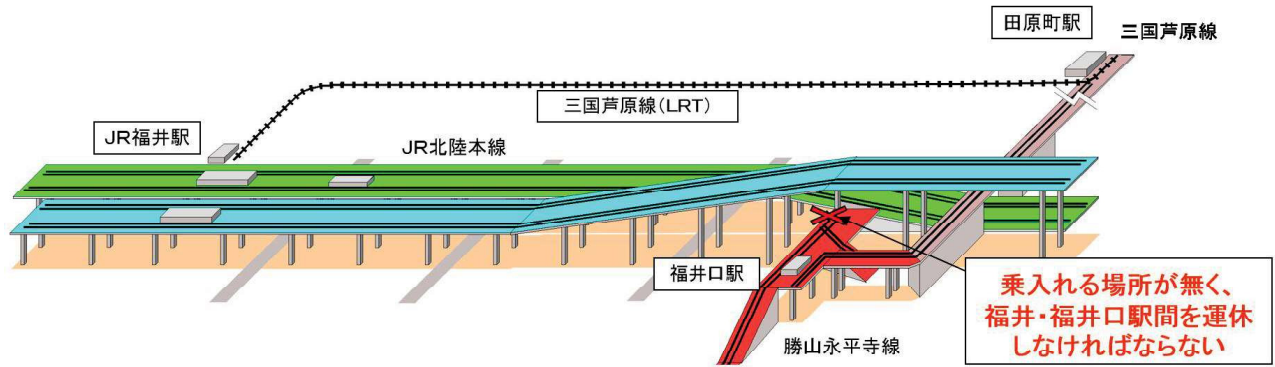 田原町駅
三国芦原線
三国芦原線(LRT)
JR福井駅
JR北陸本線
福井口駅
乗入れる場所が無く、
福井・福井口駅間を運休
しなければならない
勝山永平寺線